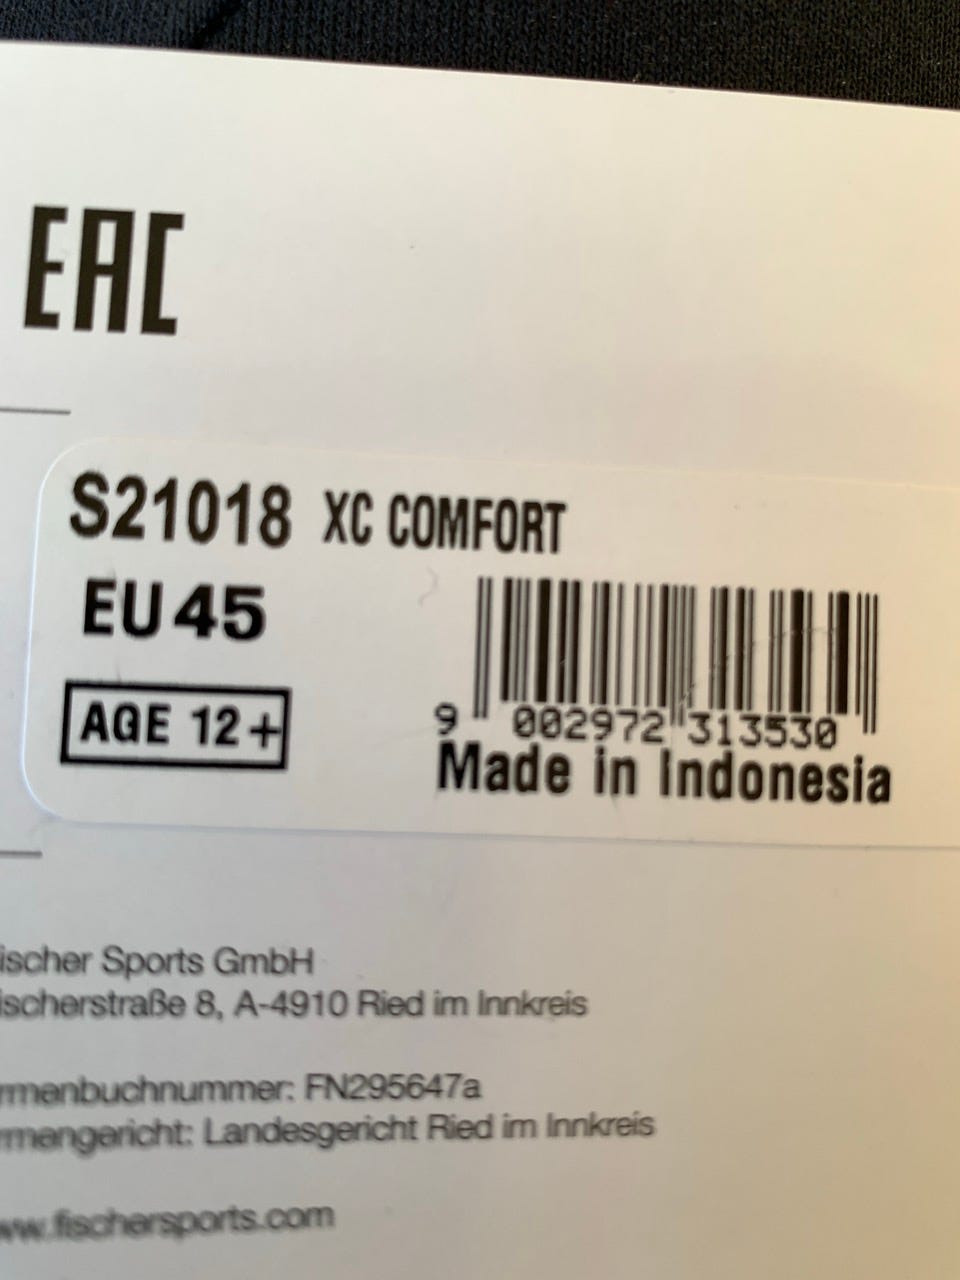 EAC
S21018 XC COMFORT
EU 45
AGE 12+
9 002972 313530
Made in Indonesia
ischer Sports GmbH
ischerstraße 8, A-4910 Ried im Innkreis
rmenbuchnummer: FN295647a
rmengericht: Landesgericht Ried im Innkreis
ww.fischersports.com